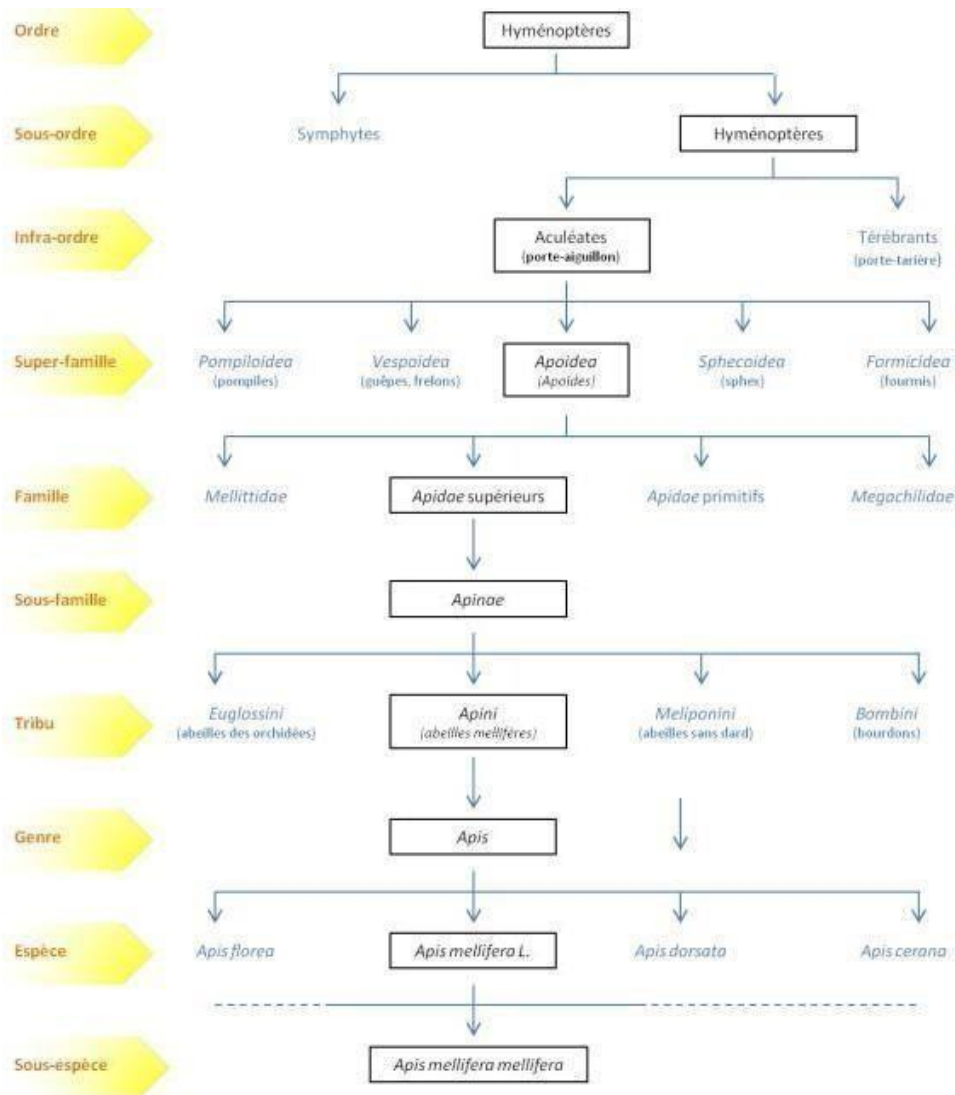 Ordre
Hyménoptères
Sous-ordre
Symphytes
Hyménoptères
Infra-ordre
Aculéates
(porte-aiguillon)
Térébrants
(porte-tarière)
Super-famille
Pompiloidea
(pompiles)
Vespoidea
(guêpes, frelons)
Apoidea
(Apoïdes)
Sphecoidea
(sphex)
Formicidea
(fourmis)
Famille
Mellittidae
Apidae supérieurs
Apidae primitifs
Megachilidae
Sous-famille
Apinae
Tribu
Euglossini
(abeilles des orchidées)
Apini
(abeilles mellifères)
Meliponini
(abeilles sans dard)
Bombini
(bourdons)
Genre
Apis
Espèce
Apis florea
Apis mellifera L.
Apis dorsata
Apis cerana
Sous-espèce
Apis mellifera mellifera